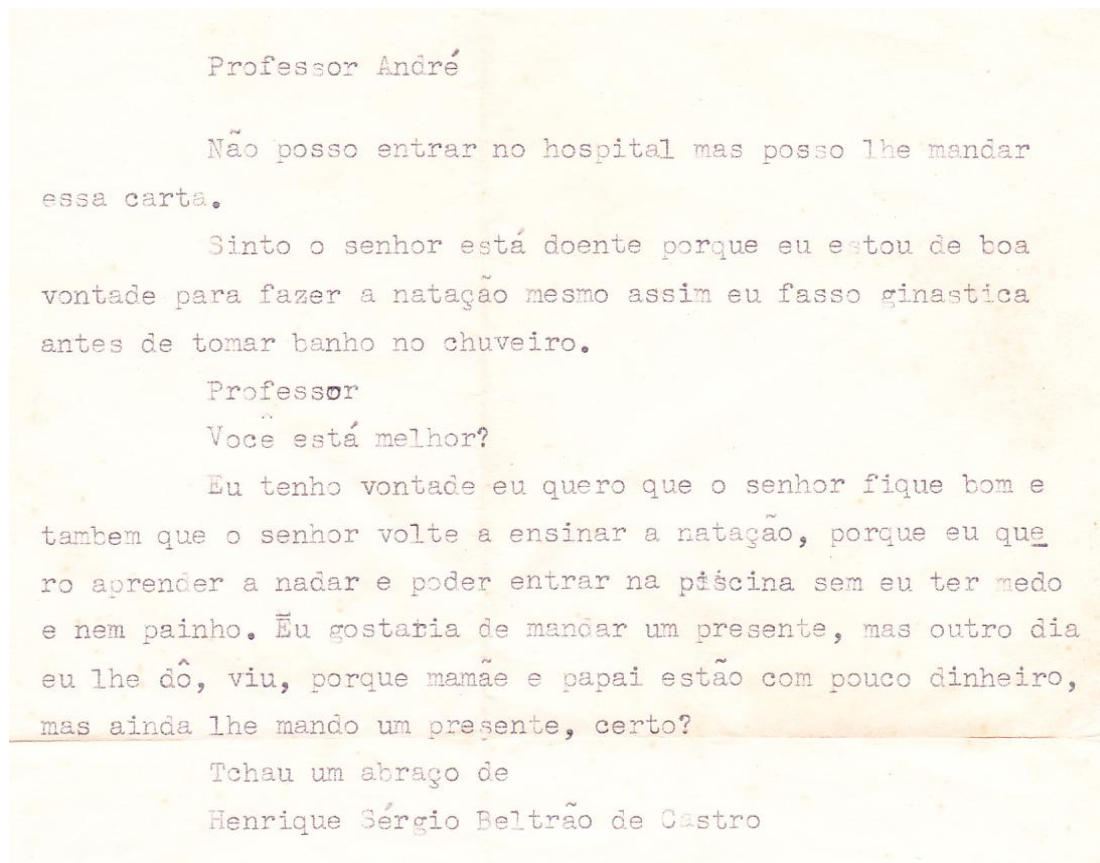 Professor André
Não posso entrar no hospital mas posso lhe mandar
essa carta.
Sinto o senhor está doente porque eu estou de boa
vontade para fazer a natação mesmo assim eu fasso ginastica
antes de tomar banho no chuveiro.
Professor
Você está melhor?
Eu tenho vontade eu quero que o senhor fique bom e
tambem que o senhor volte a ensinar a natação, porque eu que
ro aprender a nadar e poder entrar na piscina sem eu ter medo
e nem painho. Eu gostaria de mandar um presente, mas outro dia
eu lhe dô, viu, porque mamãe e papai estão com pouco dinheiro,
mas ainda lhe mando um presente, certo?
Tchau um abraço de
Henrique Sérgio Beltrão de Castro